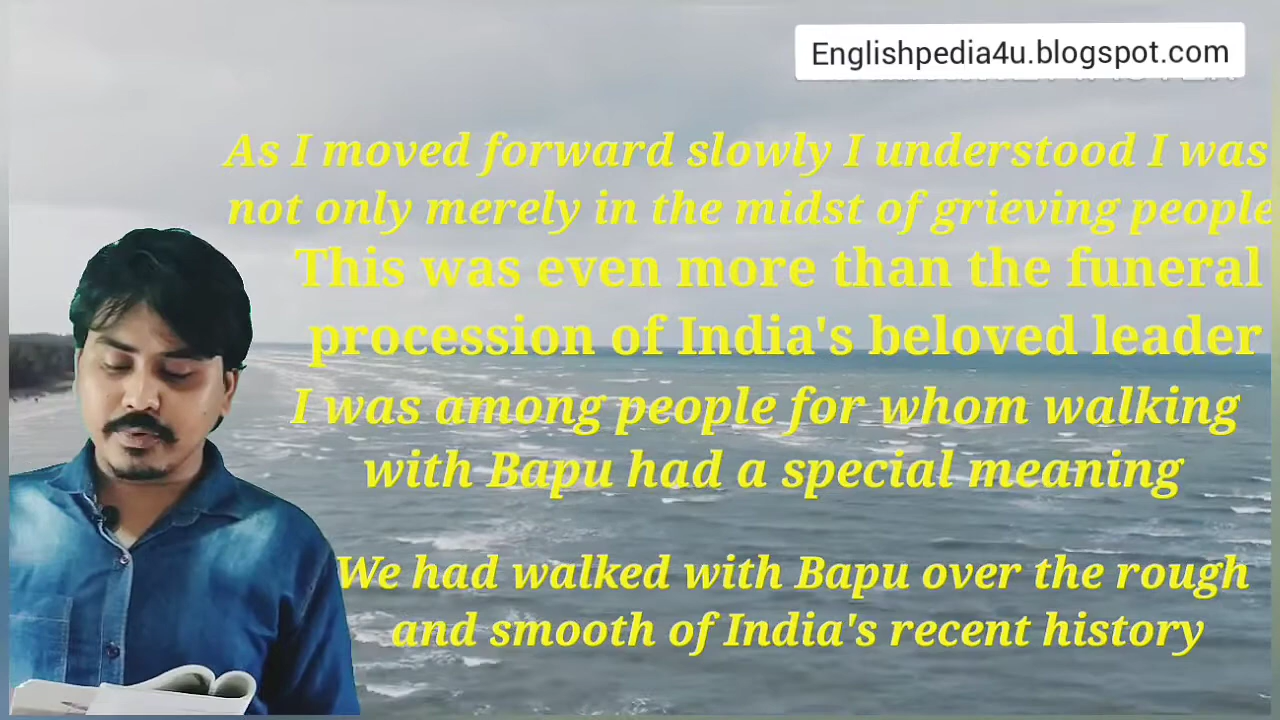 Englishpedia4u.blogspot.com
As I moved forward slowly I understood I was
not only merely in the midst of grieving people
This was even more than the funeral
procession of India's beloved leader
I was among people for whom walking
with Bapu had a special meaning
We had walked with Bapu over the rough
and smooth of India's recent history